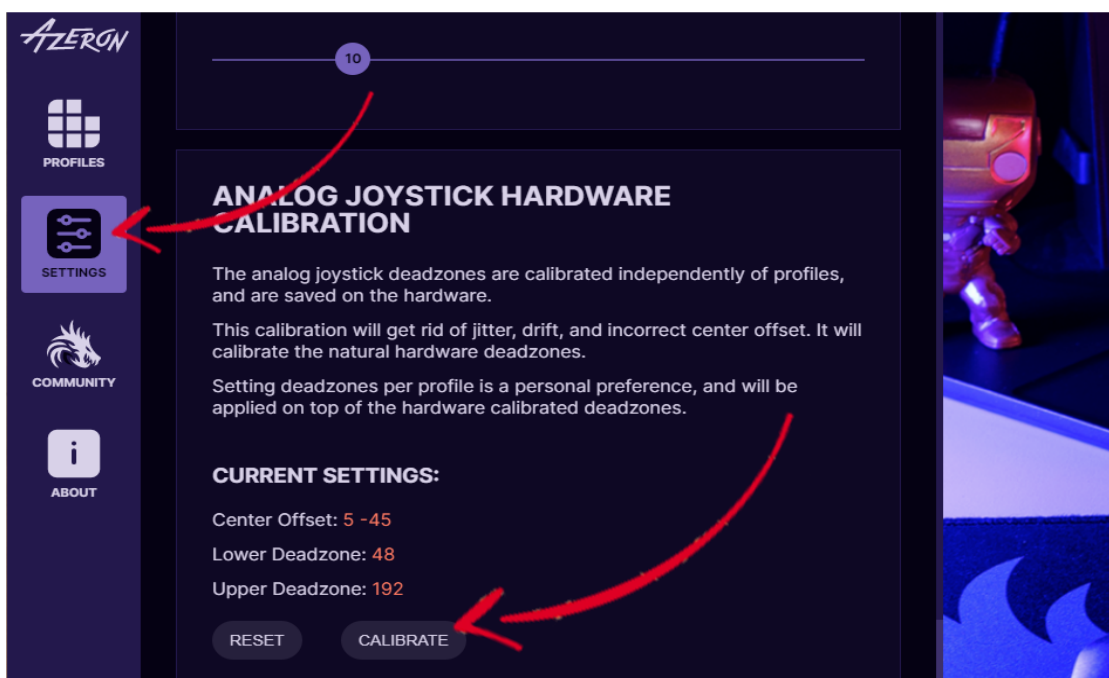 AZERON
10
PROFILES
SETTINGS
COMMUNITY
i
ABOUT
ANALOG JOYSTICK HARDWARE
CALIBRATION
The analog joystick deadzones are calibrated independently of profiles,
and are saved on the hardware.
This calibration will get rid of jitter, drift, and incorrect center offset. It will
calibrate the natural hardware deadzones.
Setting deadzones per profile is a personal preference, and will be
applied on top of the hardware calibrated deadzones.
CURRENT SETTINGS:
Center Offset: 5 -45
Lower Deadzone: 48
Upper Deadzone: 192
RESET
CALIBRATE